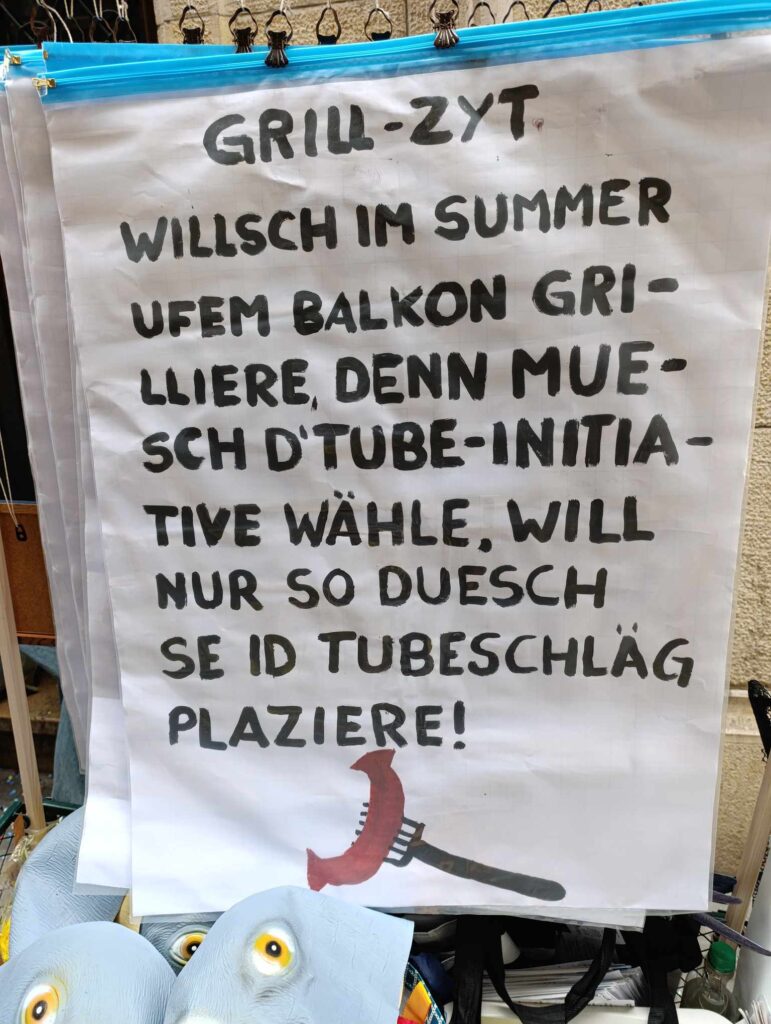 GRILL-ZYT
WILLSCH IM SUMMER
UFEM BALKON GRI-
LLIERE, DENN MUE-
SCH D'TUBE-INITIA-
TIVE WÄHLE, WILL
NUR SO DUESCH
SE ID TUBESCHLÄG
PLAZIERE!